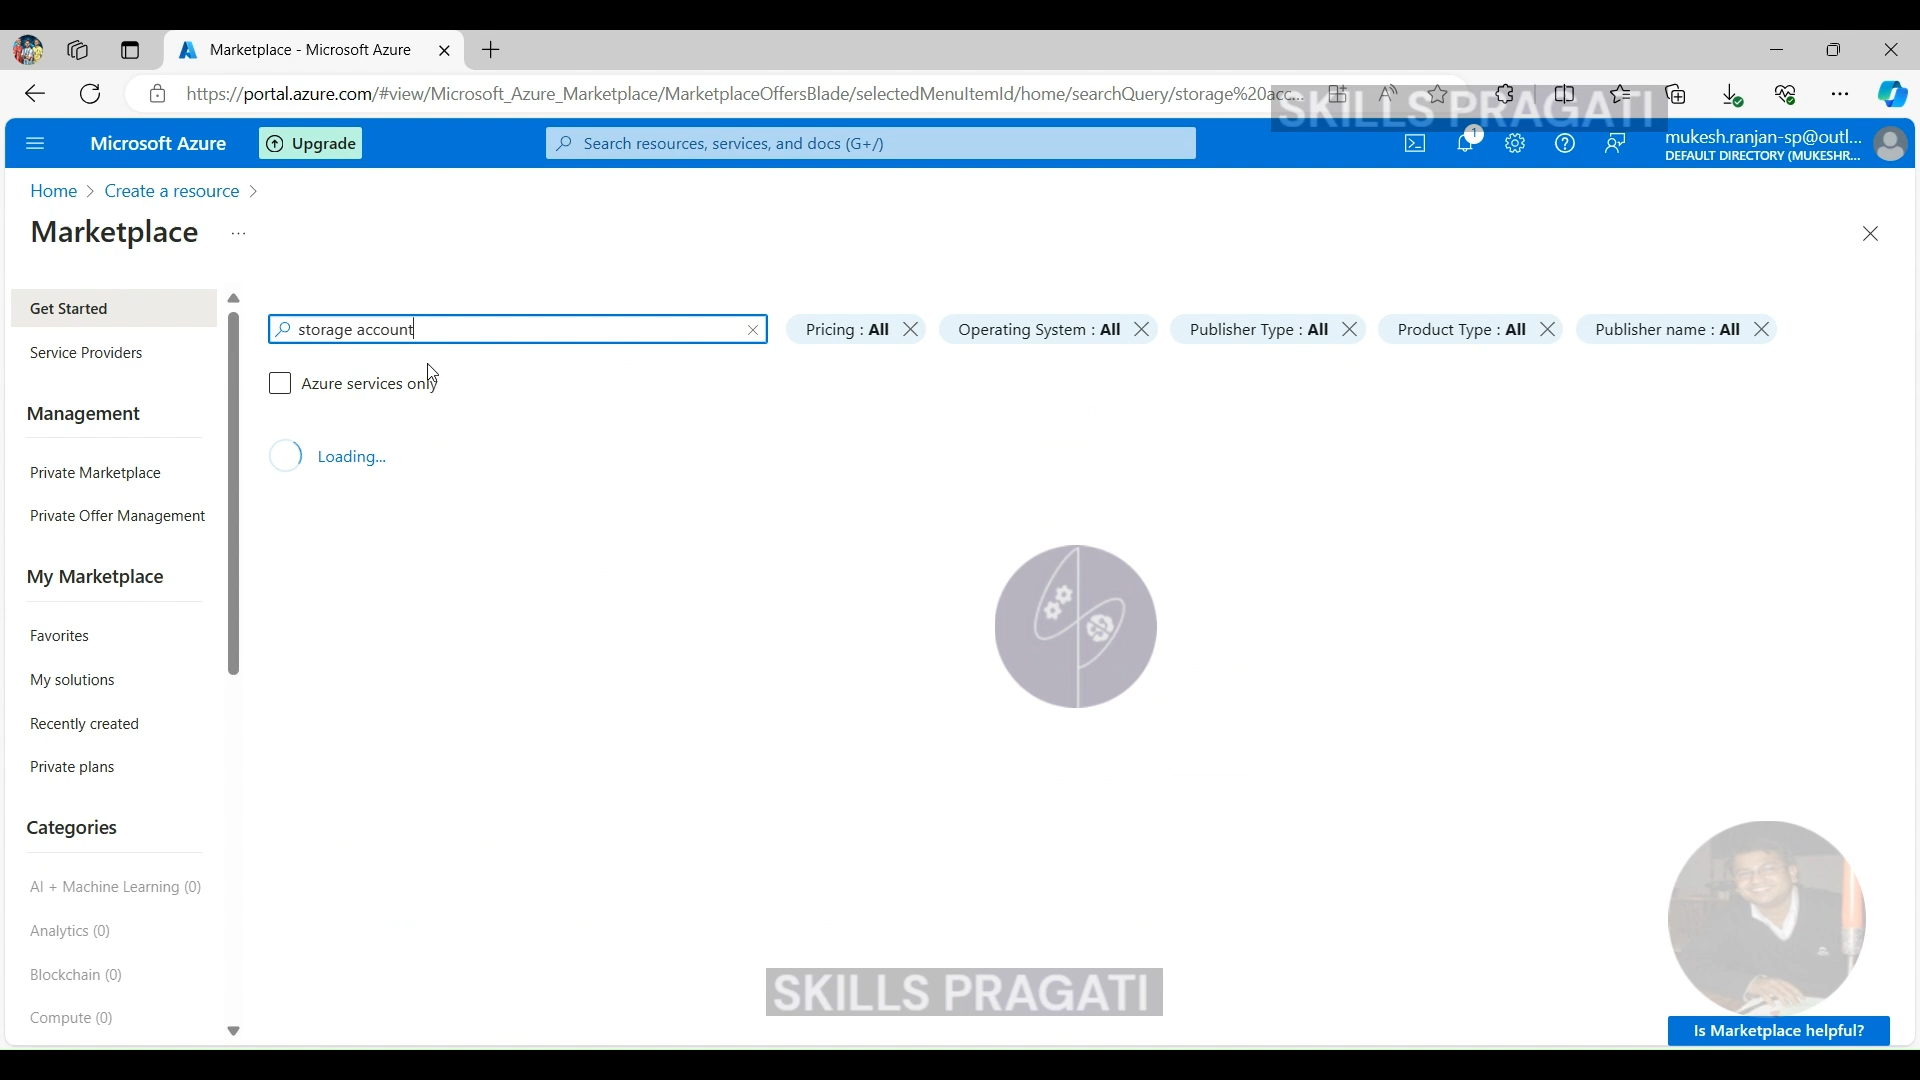 Marketplace - Microsoft Azure
https://portal.azure.com/#view/Microsoft_Azure_Marketplace/MarketplaceOffersBlade/selectedMenuItemId/home/searchQuery/storage%20acc...
SKILLS PRAGATI
Microsoft Azure
Upgrade
Search resources, services, and docs (G+/)
1
mukesh.ranjan-sp@outl...
DEFAULT DIRECTORY (MUKESHR...
Home > Create a resource >
Marketplace ...
Get Started
Service Providers
Management
Private Marketplace
Private Offer Management
My Marketplace
Favorites
My solutions
Recently created
Private plans
Categories
AI + Machine Learning (0)
Analytics (0)
Blockchain (0)
Compute (0)
storage account
Pricing : All
Operating System : All
Publisher Type : All
Product Type : All
Publisher name : All
Azure services only
Loading...
SKILLS PRAGATI
Is Marketplace helpful?